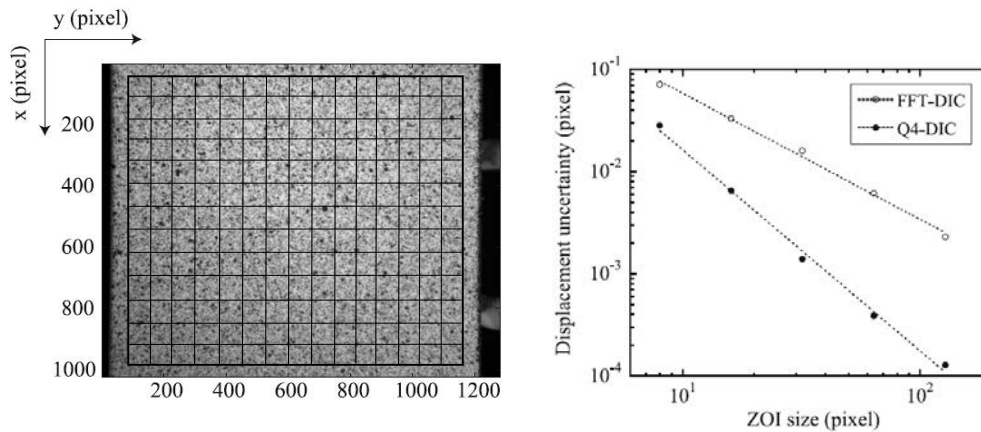 y (pixel)
x (pixel)
200
400
600
800
1000
200 400 600 800 1000 1200
10^-1
10^-2
10^-3
10^-4
Displacement uncertainty (pixel)
FFT-DIC
Q4-DIC
10^1 10^2
ZOI size (pixel)